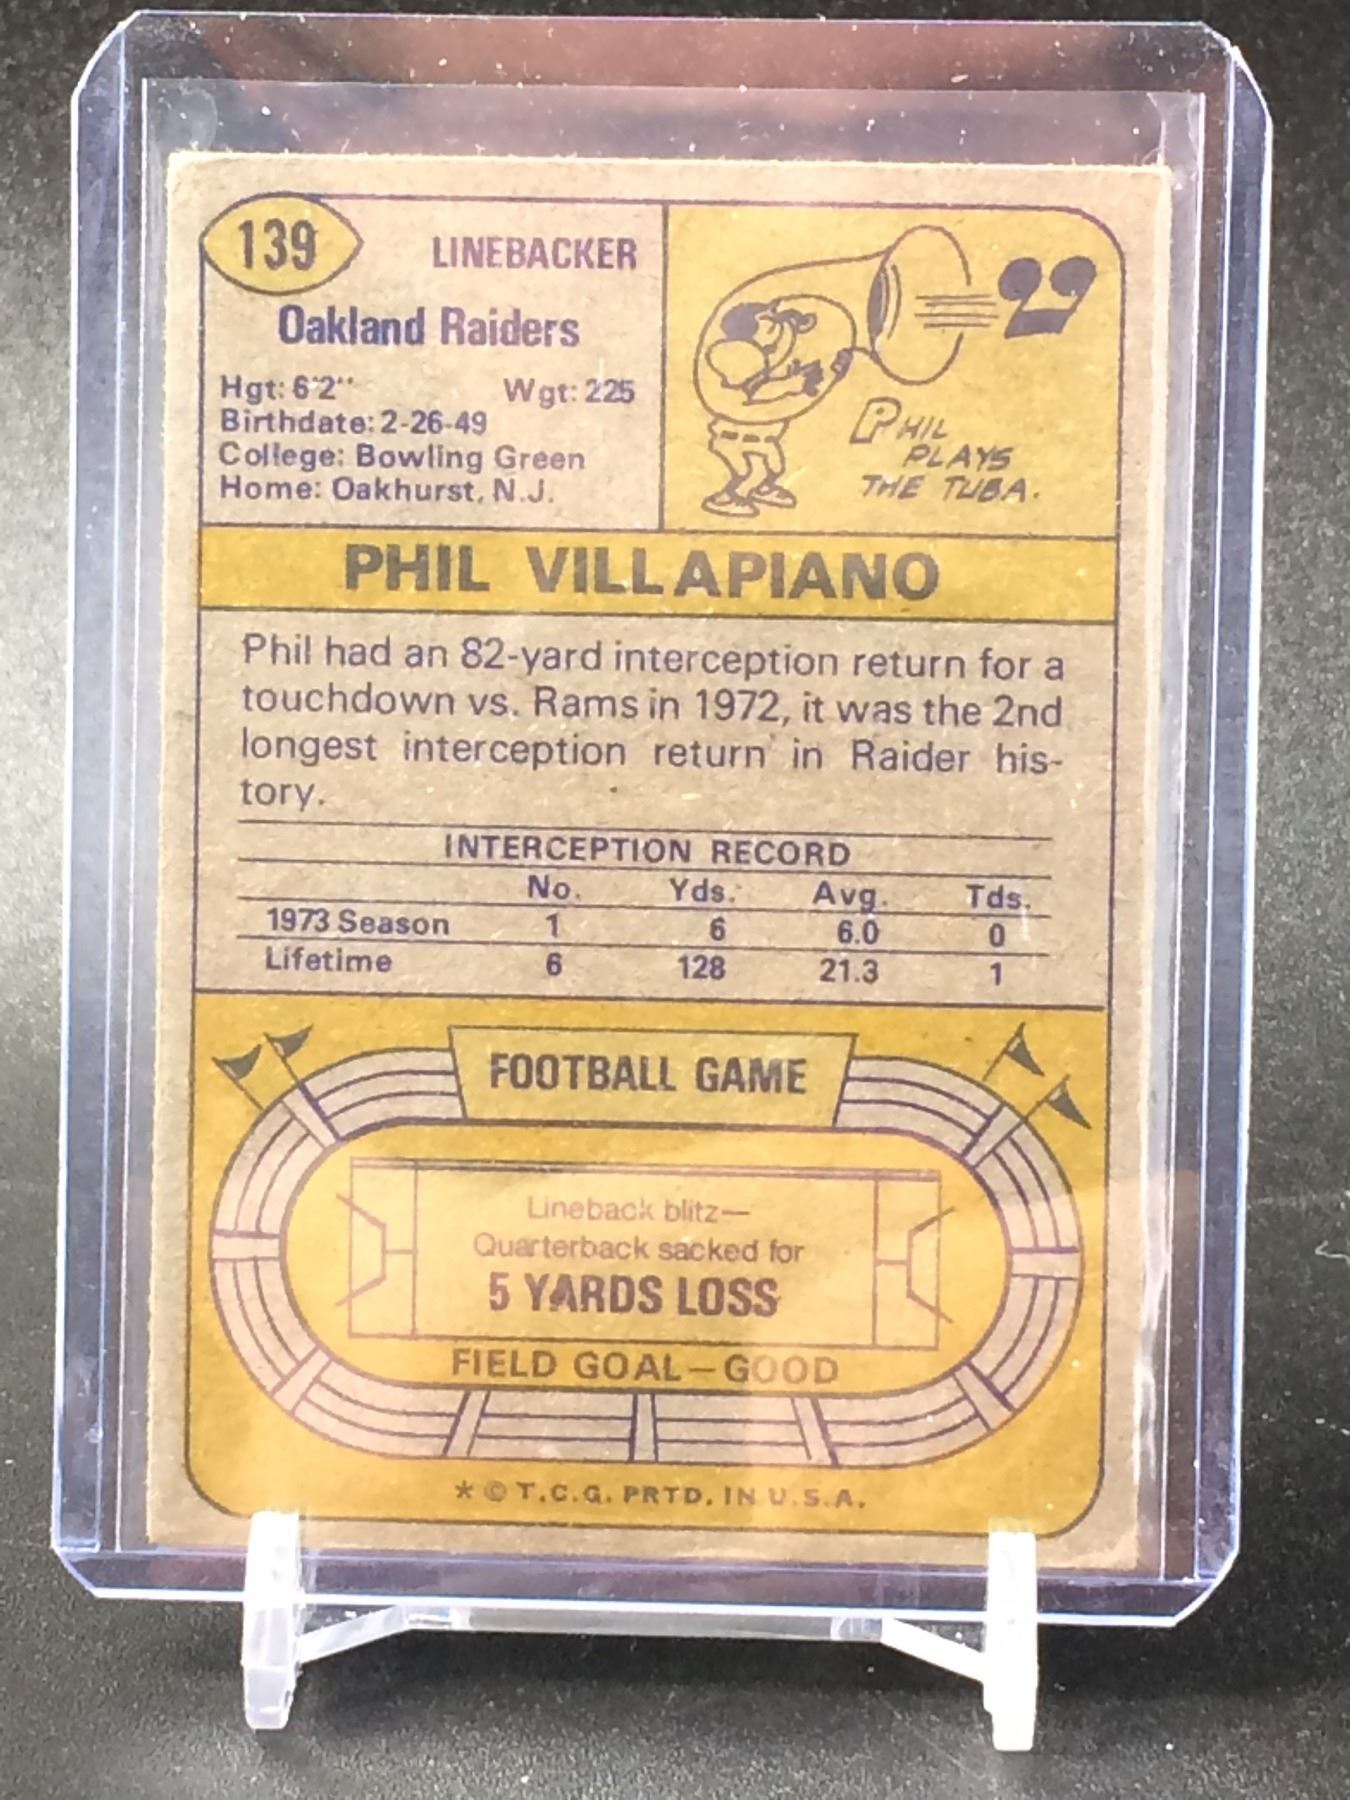 139
LINEBACKER
Oakland Raiders
Hgt: 6'2'' Wgt: 225
Birthdate: 2-26-49
College: Bowling Green
Home: Oakhurst, N.J.
PHIL
PLAYS
THE TUBA.
PHIL VILLAPIANO
Phil had an 82-yard interception return for a
touchdown vs. Rams in 1972, it was the 2nd
longest interception return in Raider his-
tory.
INTERCEPTION RECORD
No. Yds. Avg. Tds.
1973 Season 1 6 6.0 0
Lifetime 6 128 21.3 1
FOOTBALL GAME
Lineback blitz—
Quarterback sacked for
5 YARDS LOSS
FIELD GOAL—GOOD
* © T.C.G. PRTD. IN U.S.A.